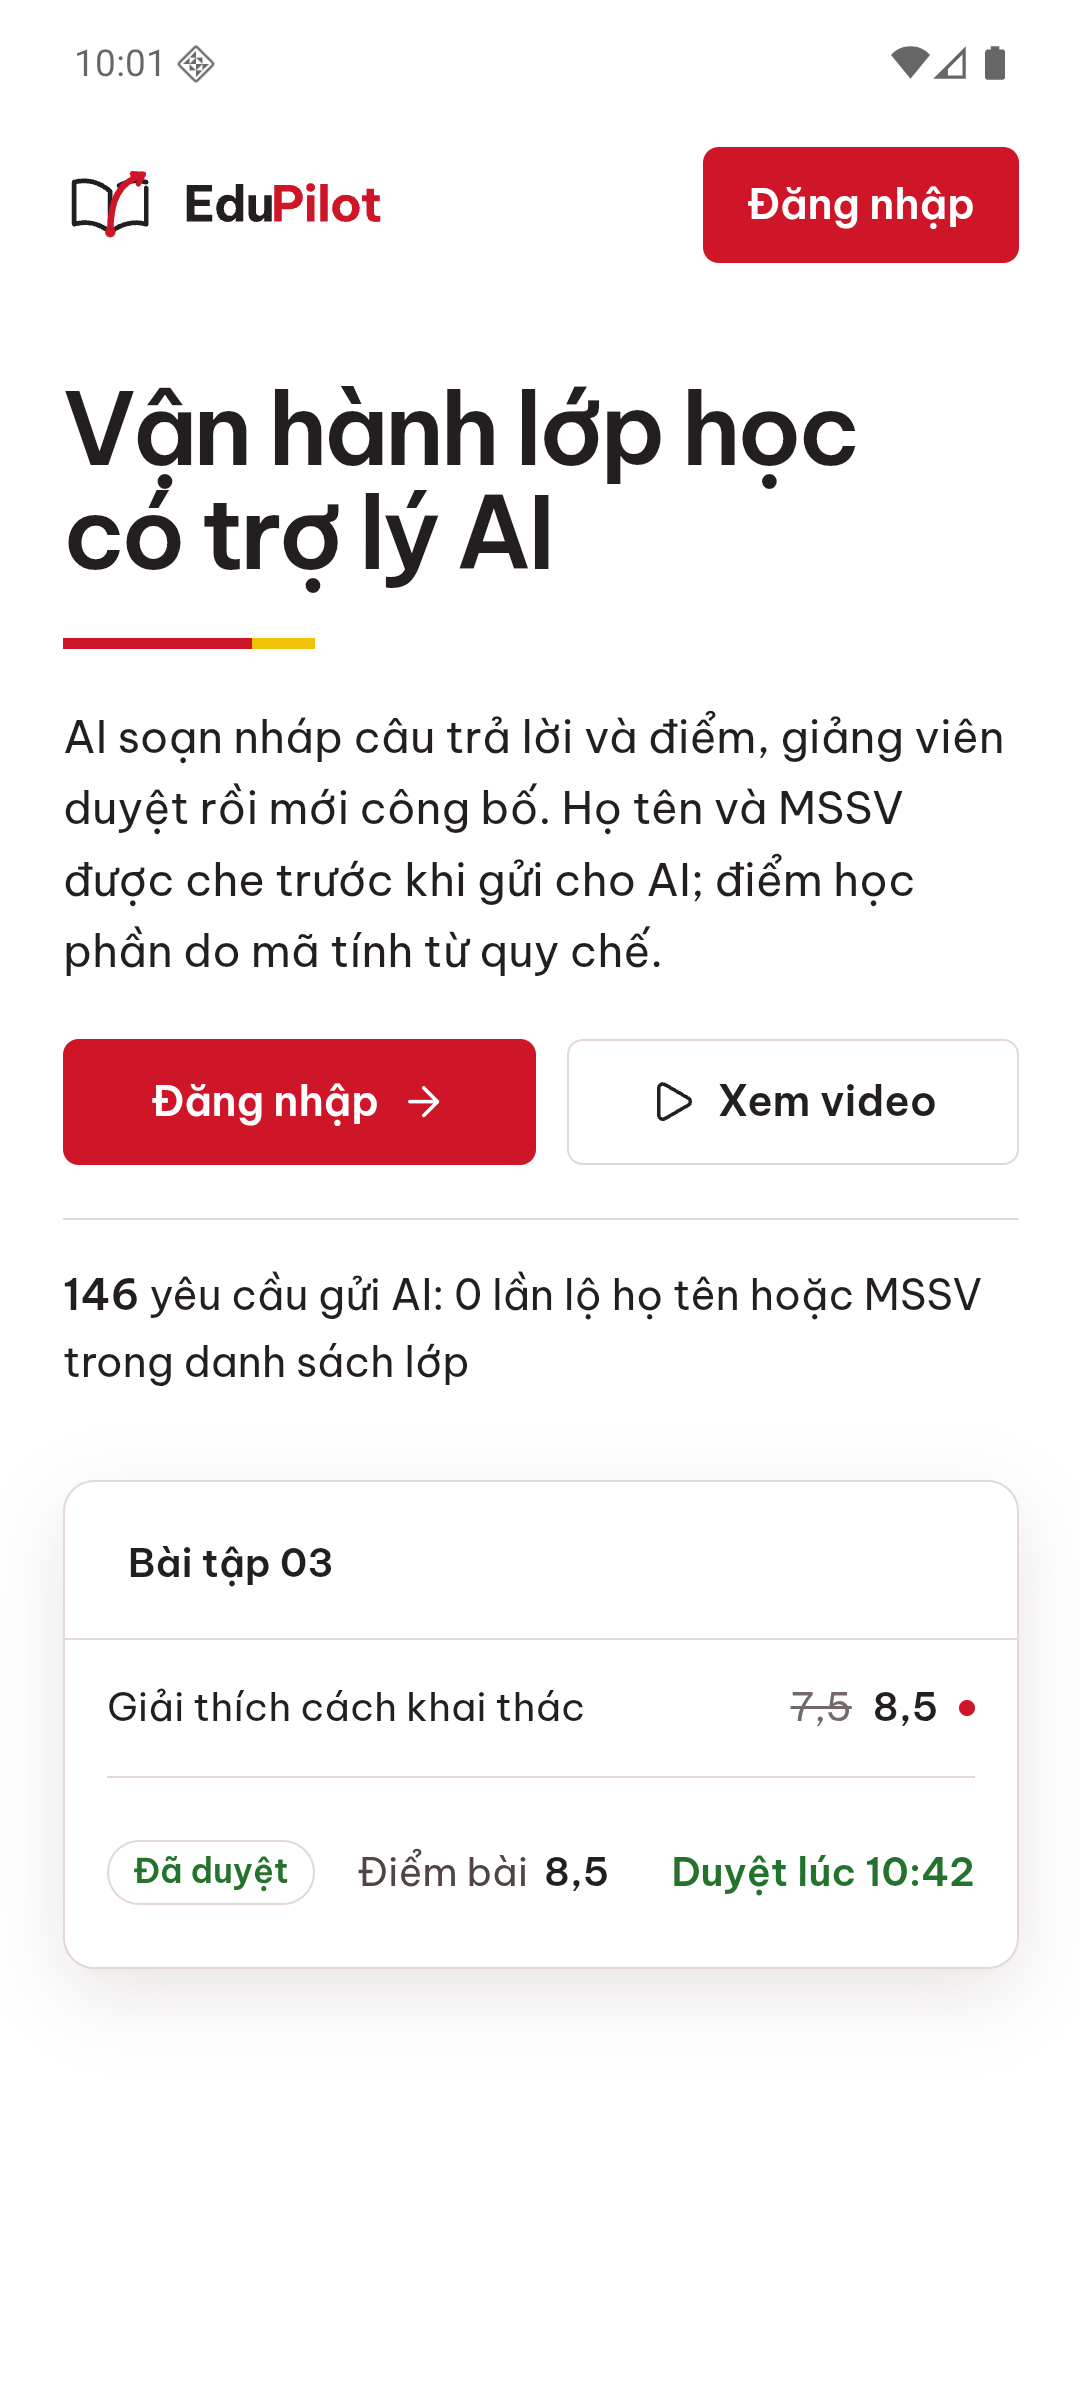 10:01
EduPilot
Đăng nhập
Vận hành lớp học
có trợ lý AI
AI soạn nháp câu trả lời và điểm, giảng viên
duyệt rồi mới công bố. Họ tên và MSSV
được che trước khi gửi cho AI; điểm học
phần do mã tính từ quy chế.
Đăng nhập
Xem video
146 yêu cầu gửi AI: 0 lần lộ họ tên hoặc MSSV
trong danh sách lớp
Bài tập 03
Giải thích cách khai thác 7,5 8,5
Đã duyệt Điểm bài 8,5 Duyệt lúc 10:42